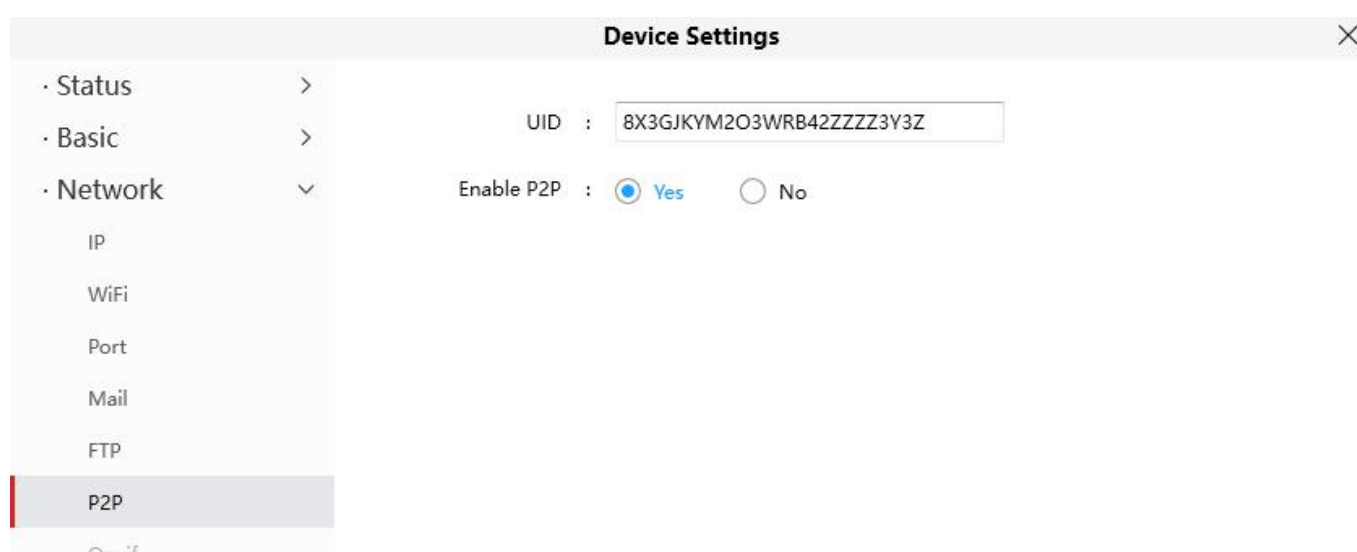 Device Settings
· Status
· Basic
· Network
IP
WiFi
Port
Mail
FTP
P2P
UID : 8X3GJKYM2O3WRB42ZZZZ3Y3Z
Enable P2P : Yes No